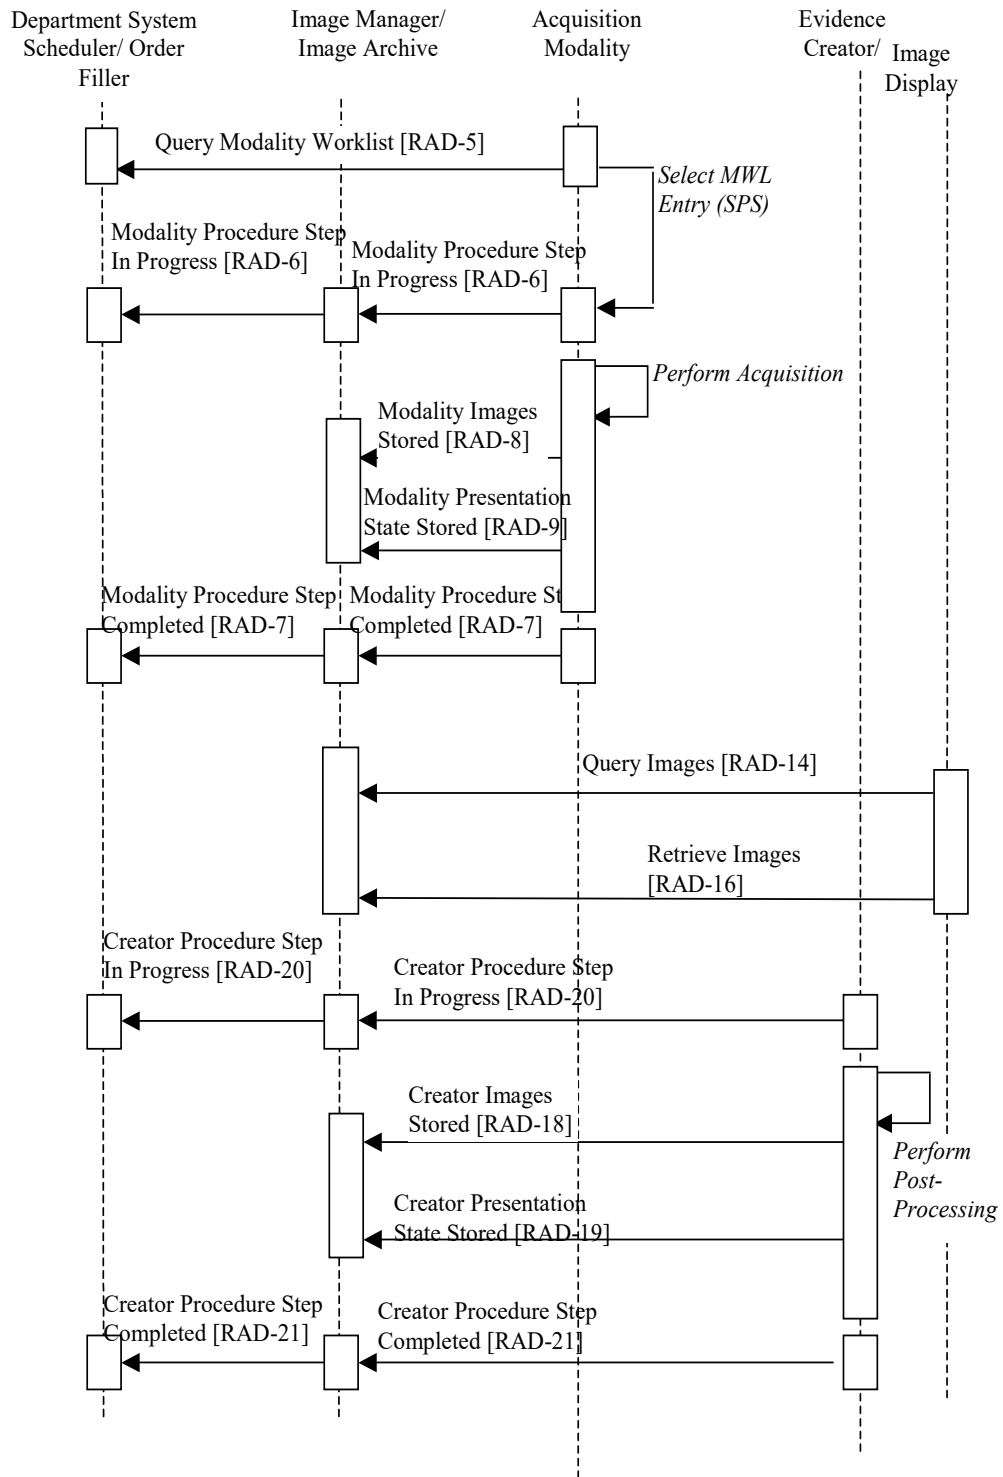 Department System
Scheduler/ Order
Filler
Image Manager/
Image Archive
Acquisition
Modality
Evidence
Creator/
Image
Display
Query Modality Worklist [RAD-5]
Select MWL
Entry (SPS)
Modality Procedure Step
In Progress [RAD-6]
Modality Procedure Step
In Progress [RAD-6]
Perform Acquisition
Modality Images
Stored [RAD-8]
Modality Presentation
State Stored [RAD-9]
Modality Procedure Step
Completed [RAD-7]
Modality Procedure St
Completed [RAD-7]
Query Images [RAD-14]
Retrieve Images
[RAD-16]
Creator Procedure Step
In Progress [RAD-20]
Creator Procedure Step
In Progress [RAD-20]
Creator Images
Stored [RAD-18]
Perform
Post-
Processing
Creator Presentation
State Stored [RAD-19]
Creator Procedure Step
Completed [RAD-21]
Creator Procedure Step
Completed [RAD-21]